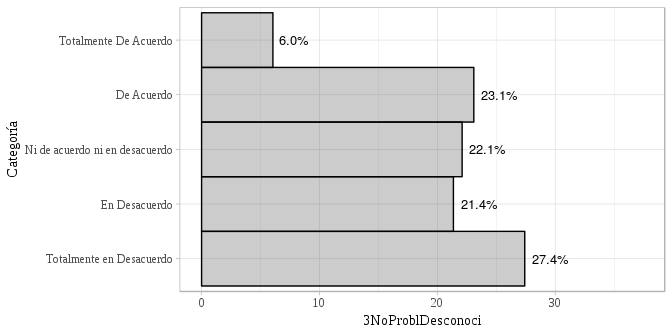 Totalmente De Acuerdo
6.0%
De Acuerdo
23.1%
Categoría
Ni de acuerdo ni en desacuerdo
22.1%
En Desacuerdo
21.4%
Totalmente en Desacuerdo
27.4%
0 10 20 30
3NoProblDesconoci